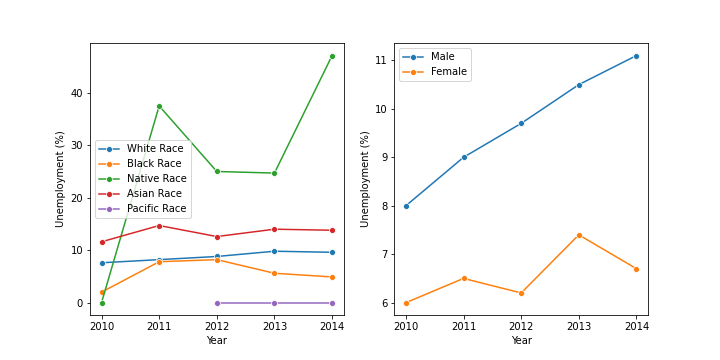 40
30
20
10
0
Unemployment (%)
White Race
Black Race
Native Race
Asian Race
Pacific Race
2010 2011 2012 2013 2014
Year
11
10
9
8
7
6
Unemployment (%)
Male
Female
2010 2011 2012 2013 2014
Year